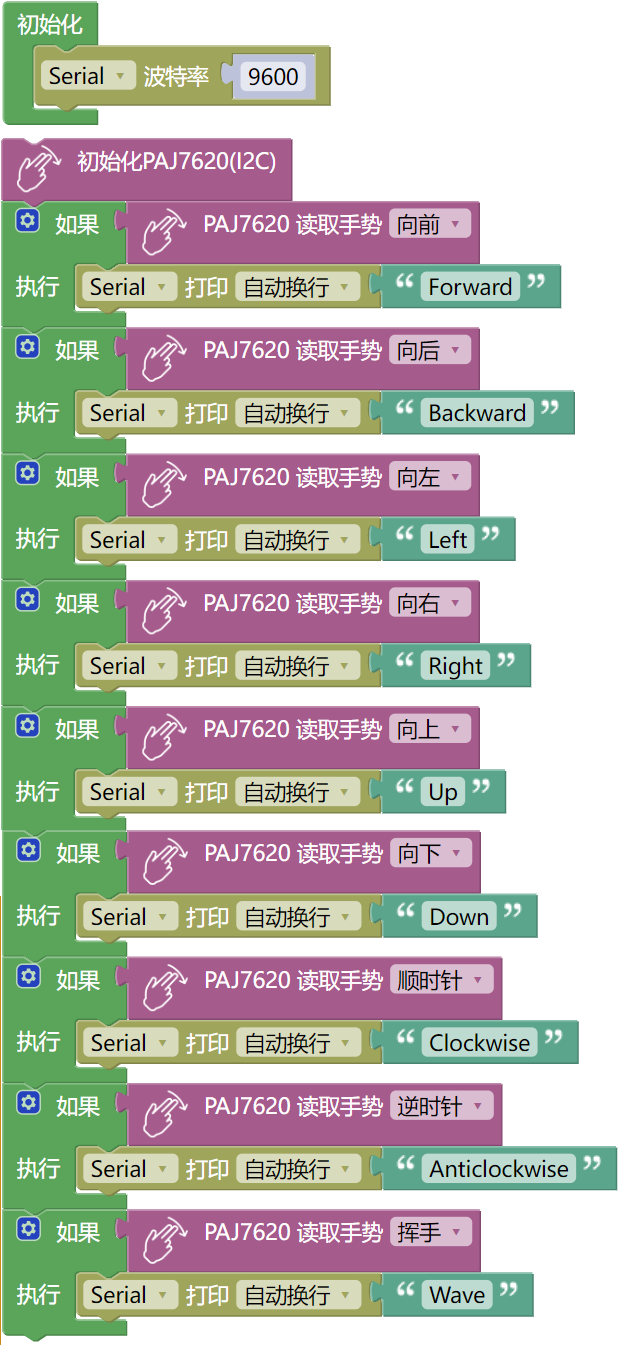 初始化
Serial 波特率 9600
初始化PAJ7620(I2C)
如果 PAJ7620 读取手势 向前
执行 Serial 打印 自动换行 “ Forward ”
如果 PAJ7620 读取手势 向后
执行 Serial 打印 自动换行 “ Backward ”
如果 PAJ7620 读取手势 向左
执行 Serial 打印 自动换行 “ Left ”
如果 PAJ7620 读取手势 向右
执行 Serial 打印 自动换行 “ Right ”
如果 PAJ7620 读取手势 向上
执行 Serial 打印 自动换行 “ Up ”
如果 PAJ7620 读取手势 向下
执行 Serial 打印 自动换行 “ Down ”
如果 PAJ7620 读取手势 顺时针
执行 Serial 打印 自动换行 “ Clockwise ”
如果 PAJ7620 读取手势 逆时针
执行 Serial 打印 自动换行 “ Anticlockwise ”
如果 PAJ7620 读取手势 挥手
执行 Serial 打印 自动换行 “ Wave ”